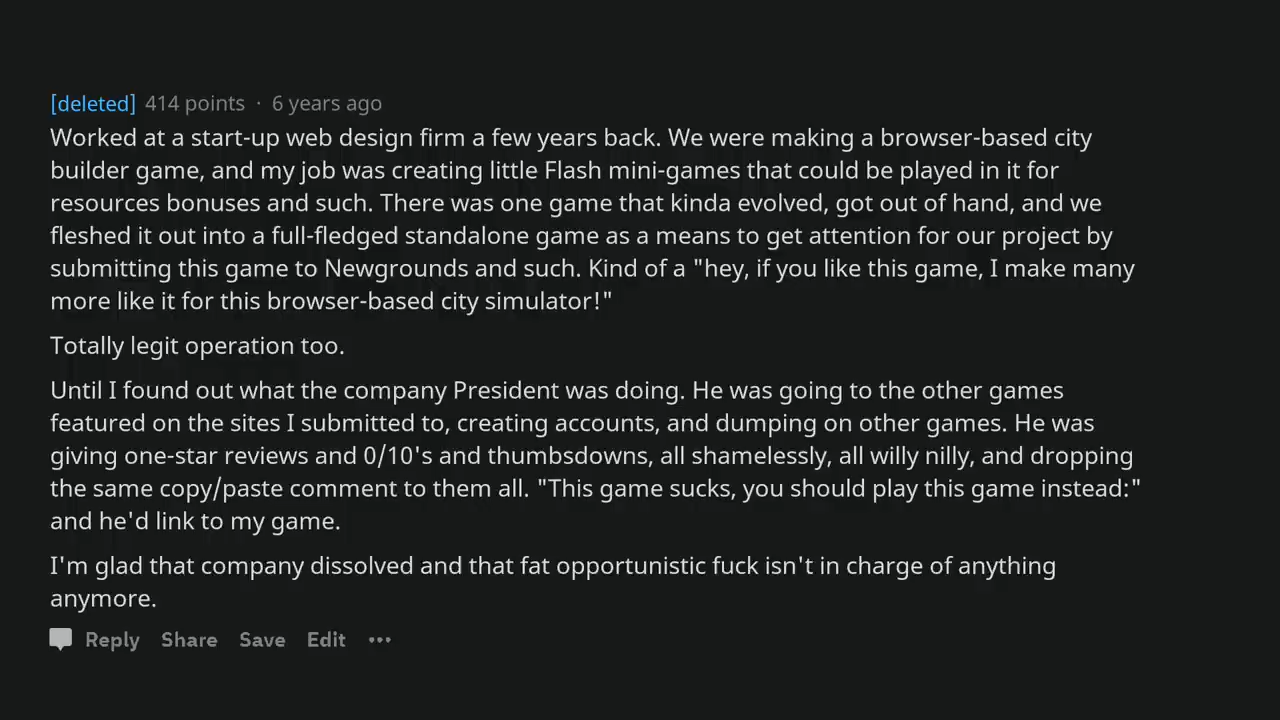 [deleted] 414 points · 6 years ago
Worked at a start-up web design firm a few years back. We were making a browser-based city
builder game, and my job was creating little Flash mini-games that could be played in it for
resources bonuses and such. There was one game that kinda evolved, got out of hand, and we
fleshed it out into a full-fledged standalone game as a means to get attention for our project by
submitting this game to Newgrounds and such. Kind of a "hey, if you like this game, I make many
more like it for this browser-based city simulator!"
Totally legit operation too.
Until I found out what the company President was doing. He was going to the other games
featured on the sites I submitted to, creating accounts, and dumping on other games. He was
giving one-star reviews and 0/10's and thumbsdowns, all shamelessly, all willy nilly, and dropping
the same copy/paste comment to them all. "This game sucks, you should play this game instead:"
and he'd link to my game.
I'm glad that company dissolved and that fat opportunistic fuck isn't in charge of anything
anymore.
Reply Share Save Edit •••